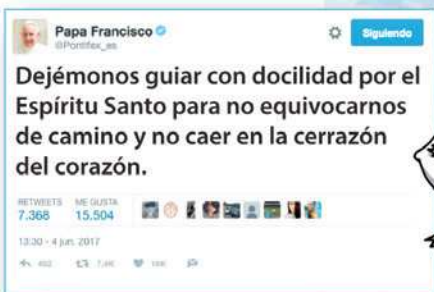 Papa Francisco
@Pontifex_es
Siguiendo
Dejémonos guiar con docilidad por el
Espíritu Santo para no equivocarnos
de camino y no caer en la cerrazón
del corazón.
RETWEETS ME GUSTA
7.368 15.504
13:30 - 4 jun. 2017